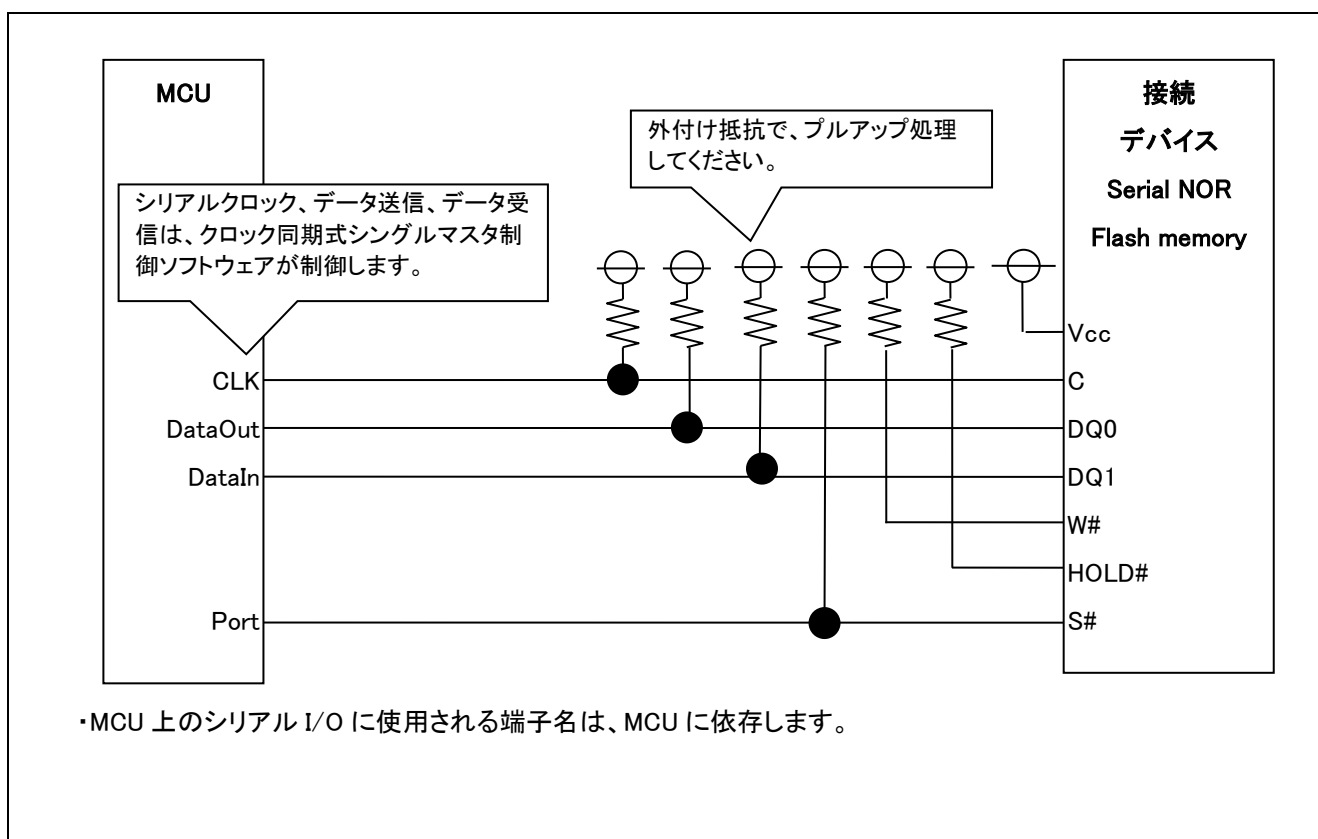 MCU
接続
デバイス
Serial NOR
Flash memory
外付け抵抗で、プルアップ処理
してください。
シリアルクロック、データ送信、データ受
信は、クロック同期式シングルマスタ制
御ソフトウェアが制御します。
Vcc
CLK
C
DataOut
DQ0
DataIn
DQ1
W#
HOLD#
Port
S#
・MCU 上のシリアル I/O に使用される端子名は、MCU に依存します。